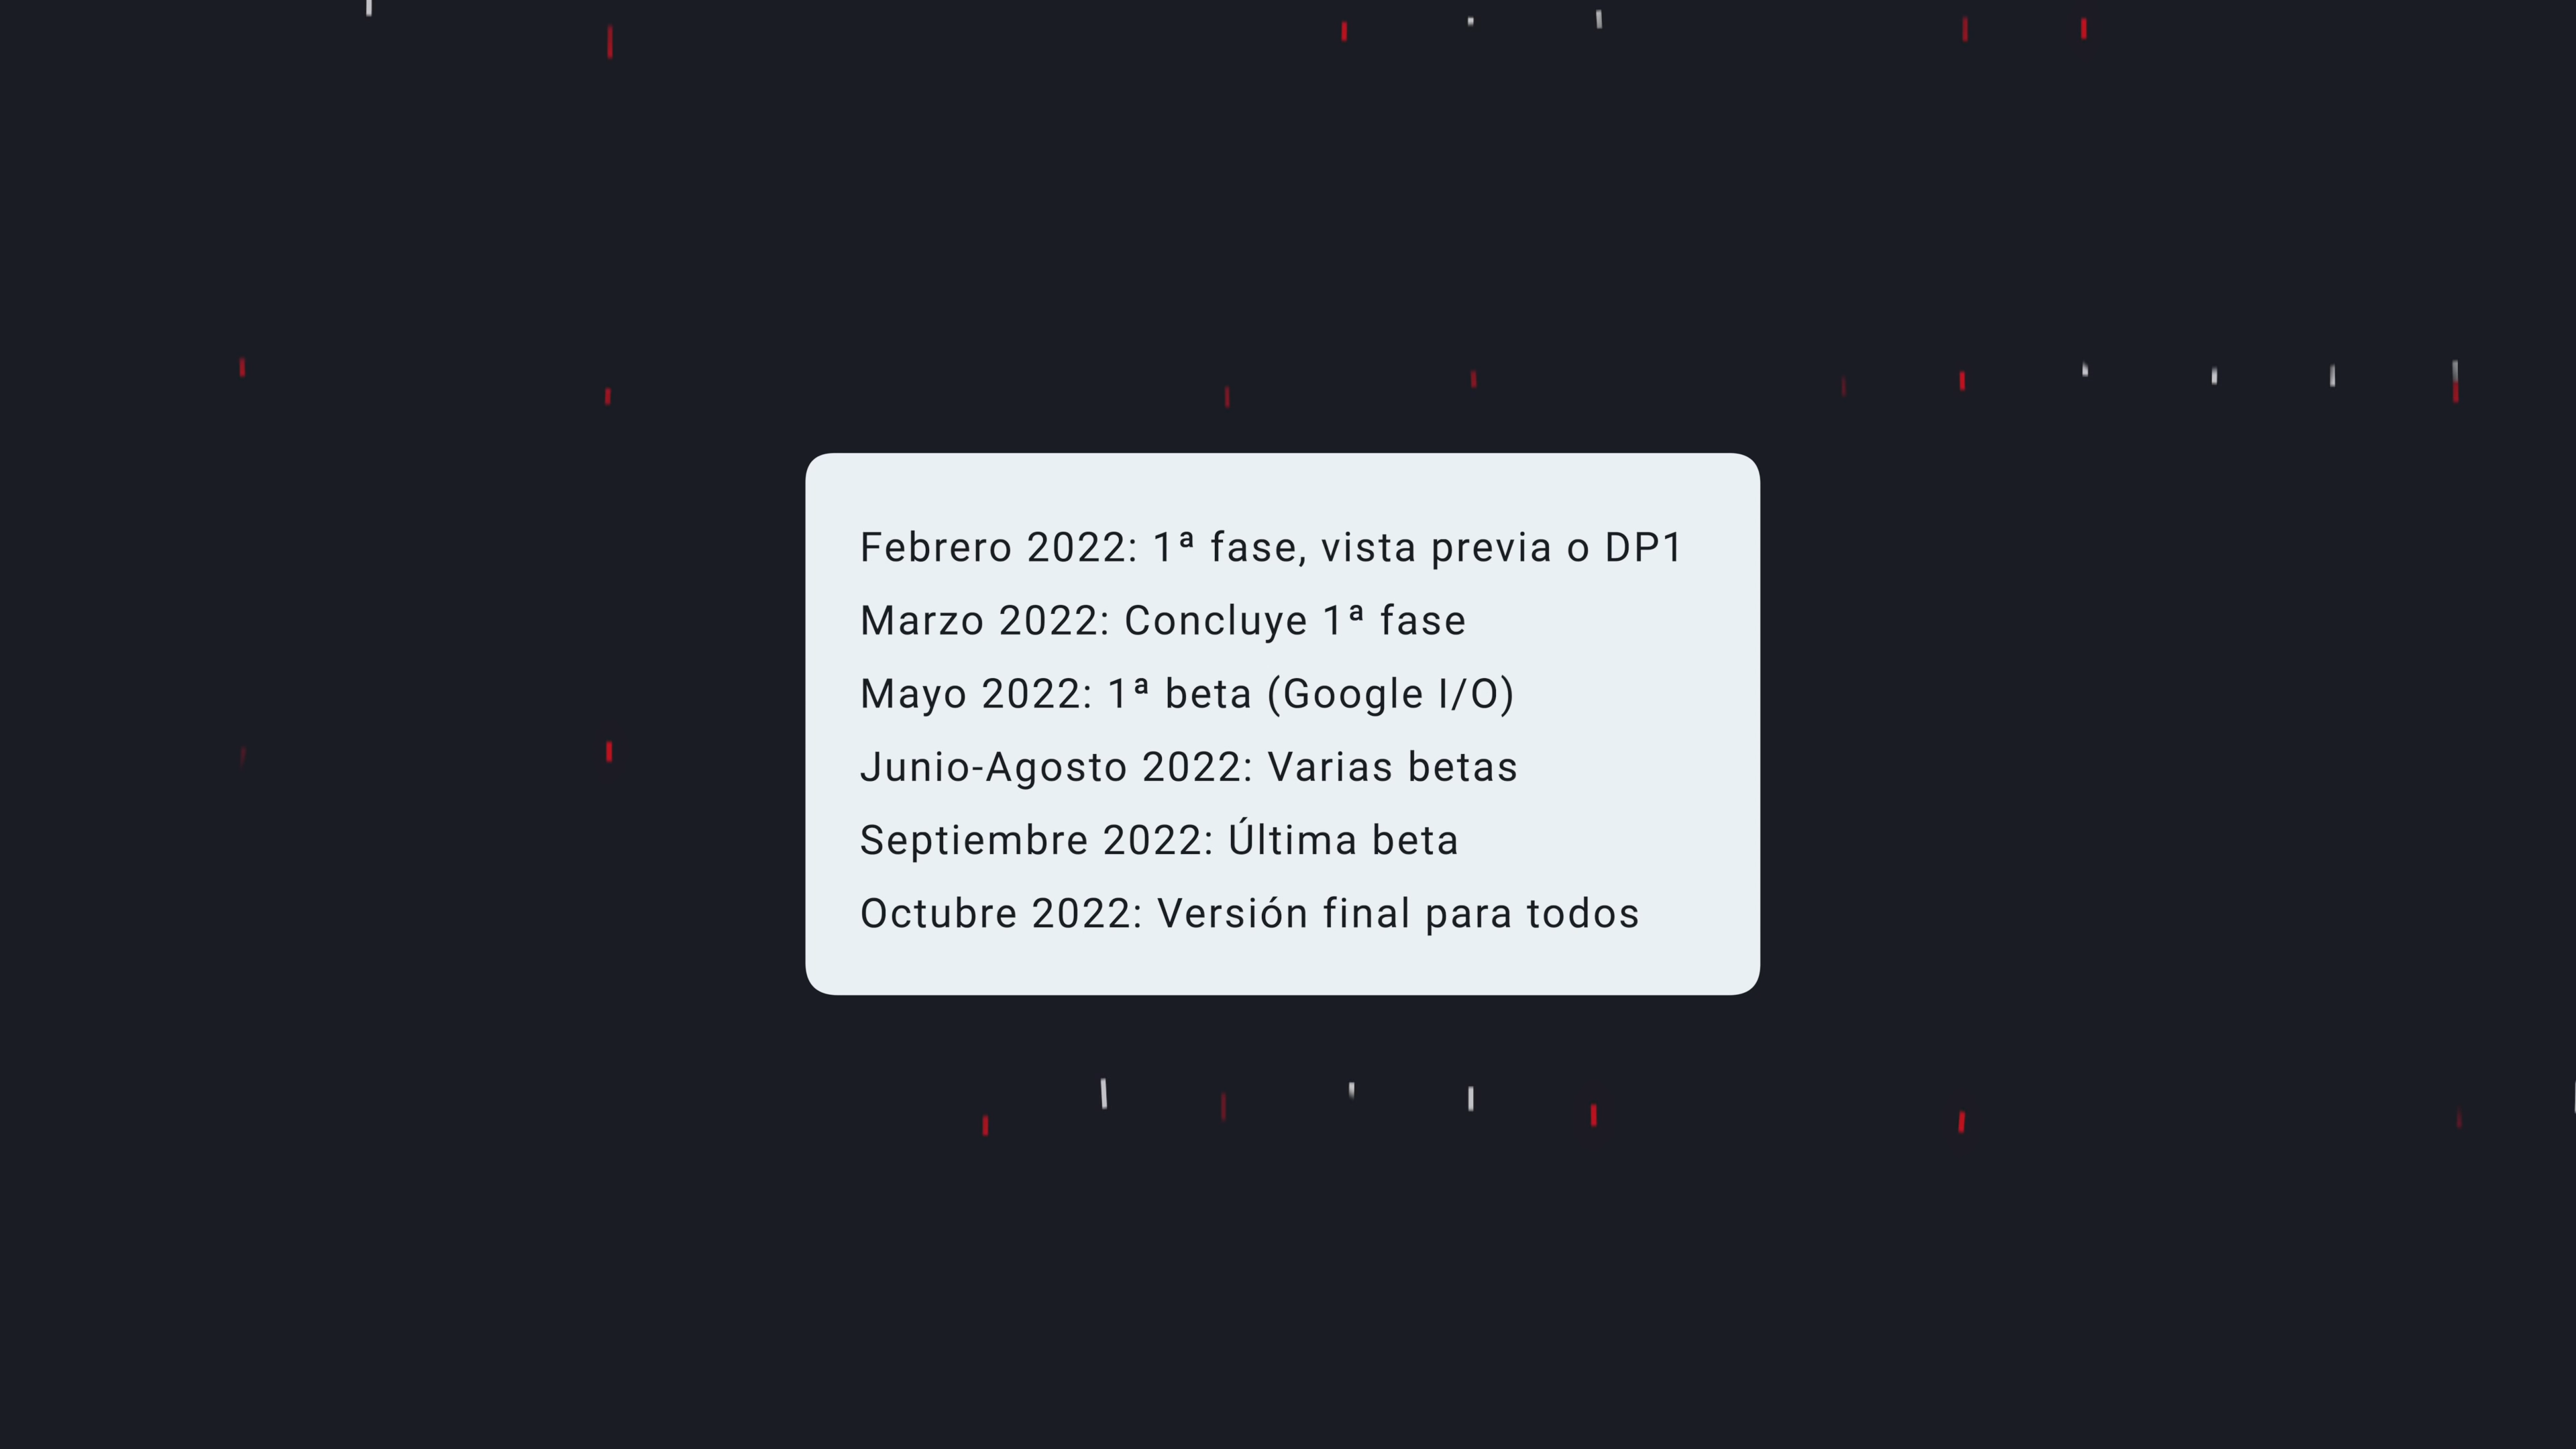 Febrero 2022: 1ª fase, vista previa o DP1
Marzo 2022: Concluye 1ª fase
Mayo 2022: 1ª beta (Google I/O)
Junio-Agosto 2022: Varias betas
Septiembre 2022: Última beta
Octubre 2022: Versión final para todos